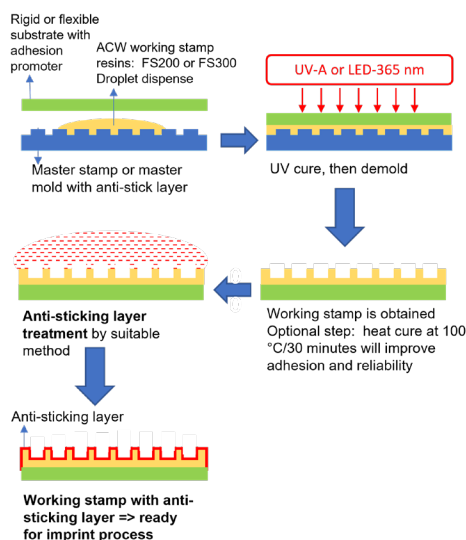 Rigid or flexible
substrate with
adhesion
promoter
ACW working stamp
resins:  FS200 or FS300
Droplet dispense
UV-A or LED-365 nm
Master stamp or master
mold with anti-stick layer
UV cure, then demold
Working stamp is obtained
Optional step:  heat cure at 100
°C/30 minutes will improve
adhesion and reliability
Anti-sticking layer
treatment by suitable
method
Anti-sticking layer
Working stamp with anti-
sticking layer => ready
for imprint process